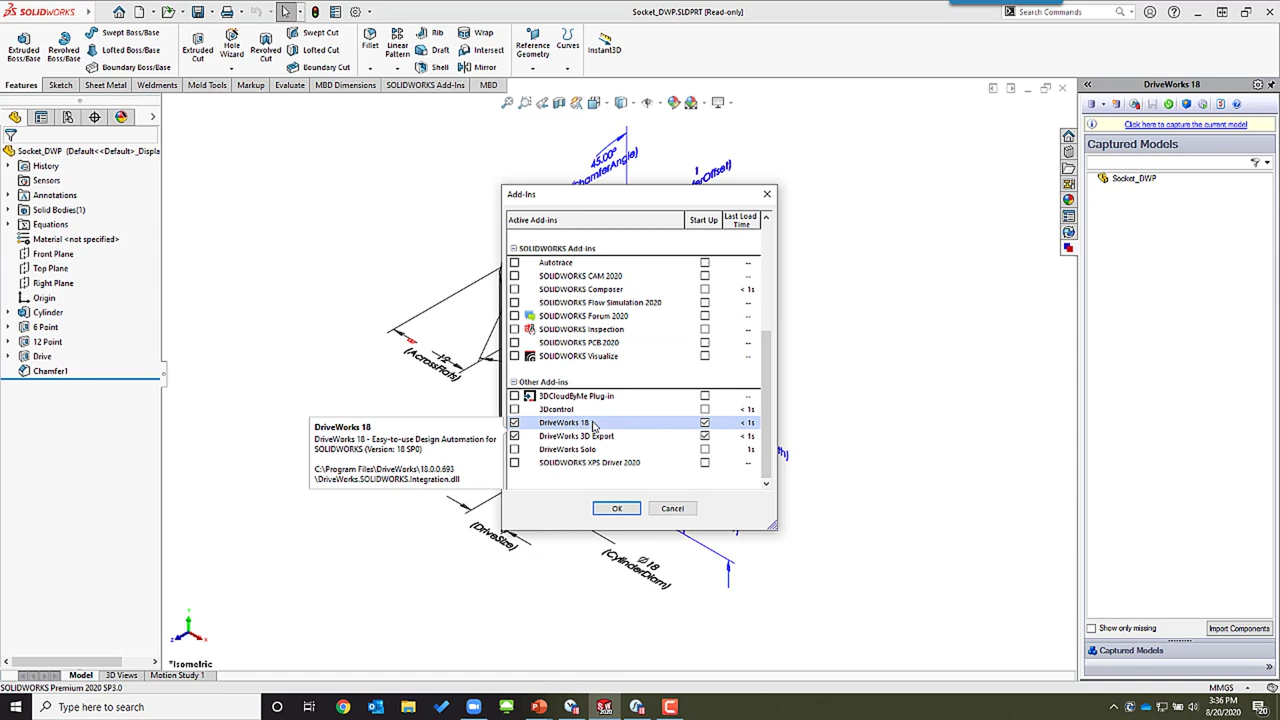 SOLIDWORKS
Socket_DWP.SLDPRT [Read-only]
Search Commands
Extruded Boss/Base
Revolved Boss/Base
Swept Boss/Base
Lofted Boss/Base
Boundary Boss/Base
Extruded Cut
Hole Wizard
Revolved Cut
Swept Cut
Lofted Cut
Boundary Cut
Fillet
Linear Pattern
Rib
Draft
Shell
Wrap
Intersect
Mirror
Reference Geometry
Curves
Instant3D
Features Sketch Sheet Metal Weldments Mold Tools Markup Evaluate MBD Dimensions SOLIDWORKS Add-Ins MBD
Socket_DWP (Default<<Default>_Displa
History
Sensors
Annotations
Solid Bodies(1)
Equations
Material <not specified>
Front Plane
Top Plane
Right Plane
Origin
Cylinder
6 Point
12 Point
Drive
Chamfer1
45.00°
(ChamferAngle)
1
erOffset)
12
(AcrossFlats)
(DriveSize)
Ø18
(CylinderDiam)
Add-Ins
Active Add-ins Start Up Last Load Time
SOLIDWORKS Add-ins
Autotrace --
SOLIDWORKS CAM 2020 --
SOLIDWORKS Composer < 1s
SOLIDWORKS Flow Simulation 2020 --
SOLIDWORKS Forum 2020 --
SOLIDWORKS Inspection --
SOLIDWORKS PCB 2020 --
SOLIDWORKS Visualize --
Other Add-ins
3DCloudByMe Plug-in --
3Dcontrol < 1s
DriveWorks 18 < 1s
DriveWorks 3D Export < 1s
DriveWorks Solo 1s
SOLIDWORKS XPS Driver 2020 --
OK Cancel
DriveWorks 18
DriveWorks 18 - Easy-to-use Design Automation for
SOLIDWORKS (Version: 18 SP0)
C:\Program Files\DriveWorks\18.0.0.693
\DriveWorks.SOLIDWORKS.Integration.dll
DriveWorks 18
Click here to capture the current model
Captured Models
Socket_DWP
Show only missing Import Components
Captured Models
*Isometric
Model 3D Views Motion Study 1
SOLIDWORKS Premium 2020 SP3.0
MMGS
Type here to search
3:36 PM
8/20/2020